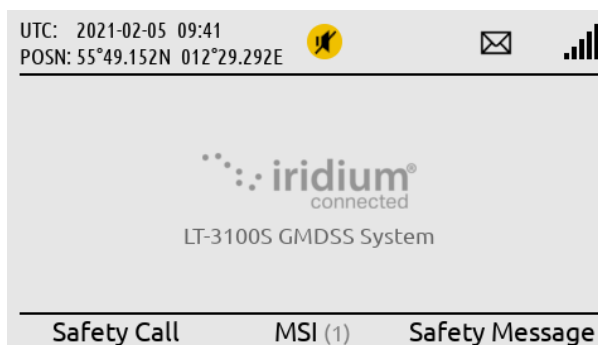 UTC: 2021-02-05 09:41
POSN: 55°49.152N 012°29.292E
iridium®
connected
LT-3100S GMDSS System
Safety Call MSI (1) Safety Message